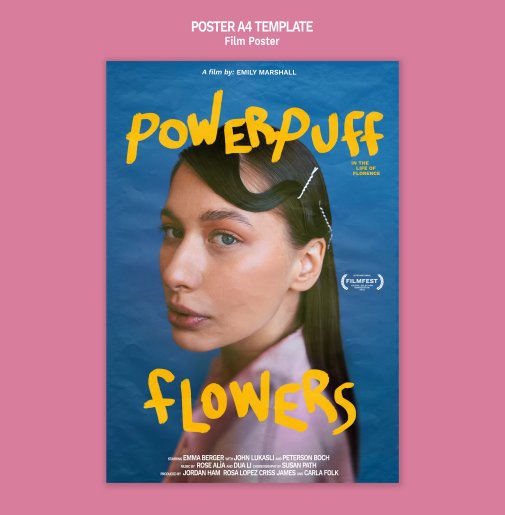 POSTER A4 TEMPLATE
Film Poster
A film by: EMILY MARSHALL
POWERPUFF
IN THE
LIFE OF
FLORENCE
FILMFEST
FLOWERS
STARRING EMMA BERGER WITH JOHN LUKASLI AND PETERSON BOCH
MUSIC BY ROSE ALIA AND DUA LI CHOREOGRAPHE BY SUSAN PATH
PRODUCED BY JORDAN HAM ROSA LOPEZ CRISS JAMES AND CARLA FOLK